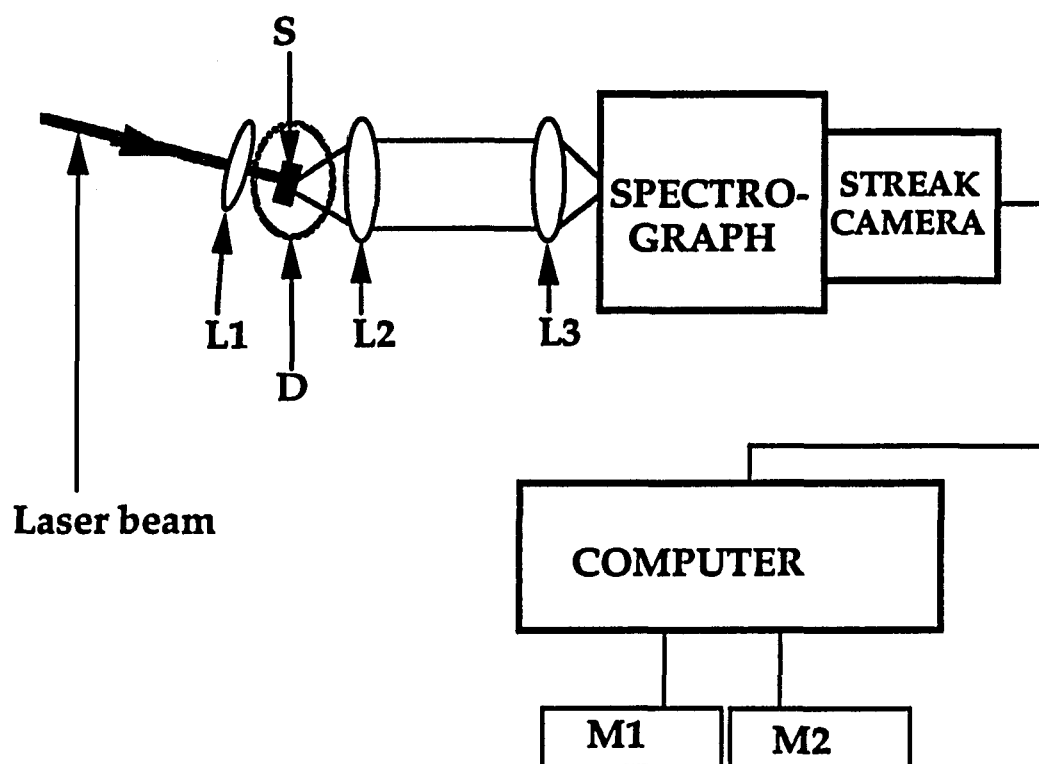 S
SPECTRO-
GRAPH
STREAK
CAMERA
L1
L2
L3
D
Laser beam
COMPUTER
M1
M2